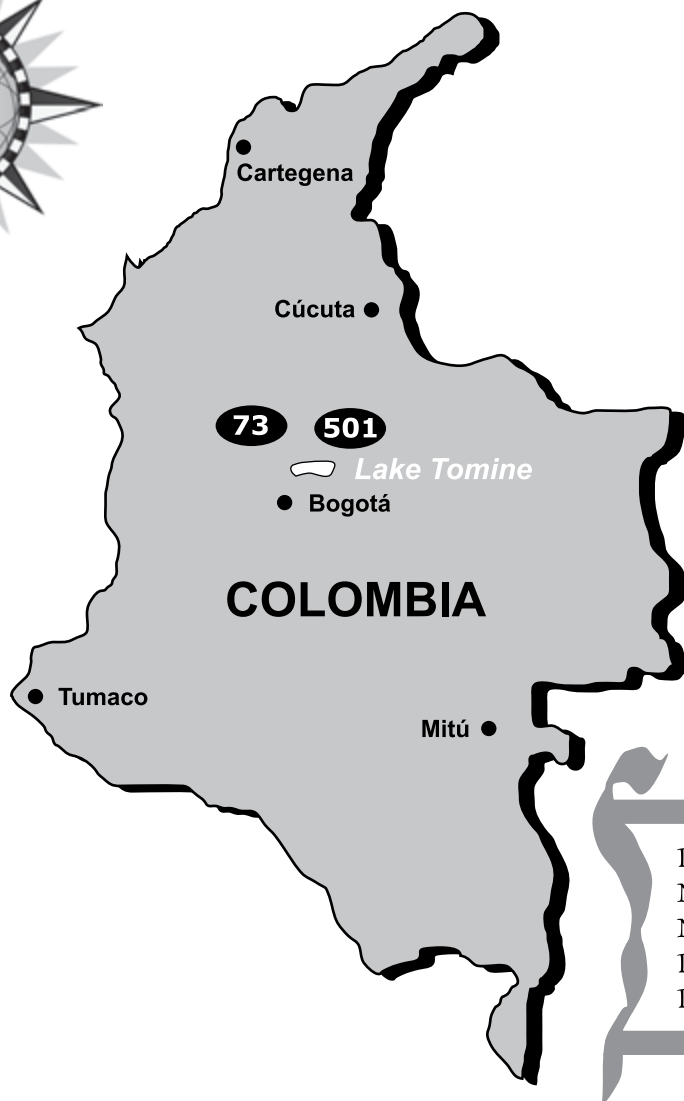 Cartegena
Cúcuta
73 501
Lake Tomine
Bogotá
COLOMBIA
Tumaco
Mitú